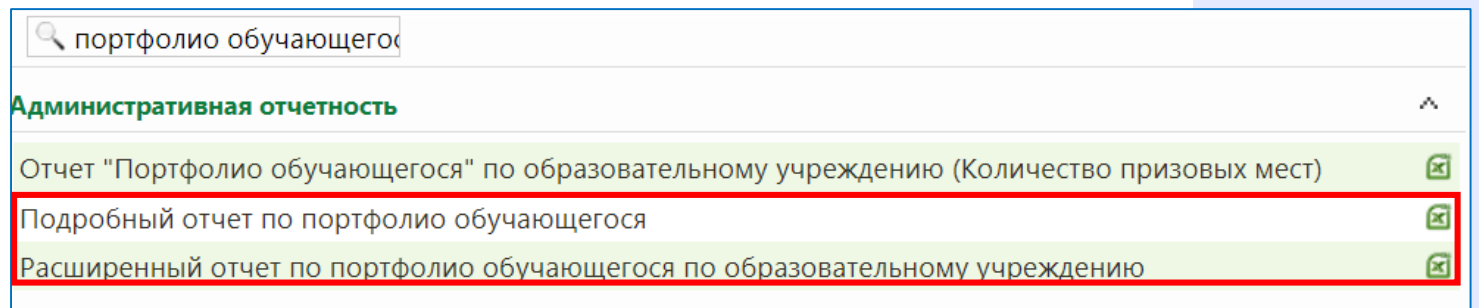 портфолио обучающегос
Административная отчетность
Отчет "Портфолио обучающегося" по образовательному учреждению (Количество призовых мест)
Подробный отчет по портфолио обучающегося
Расширенный отчет по портфолио обучающегося по образовательному учреждению